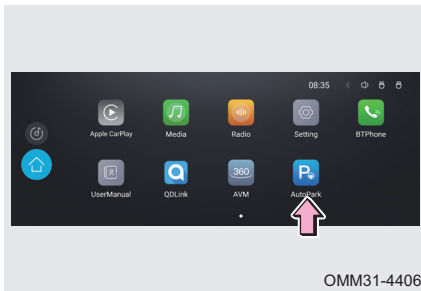 08:35
Apple CarPlay
Media
Radio
Setting
BTPhone
UserManual
QDLink
360
AVM
P
AutoPark
OMM31-4406